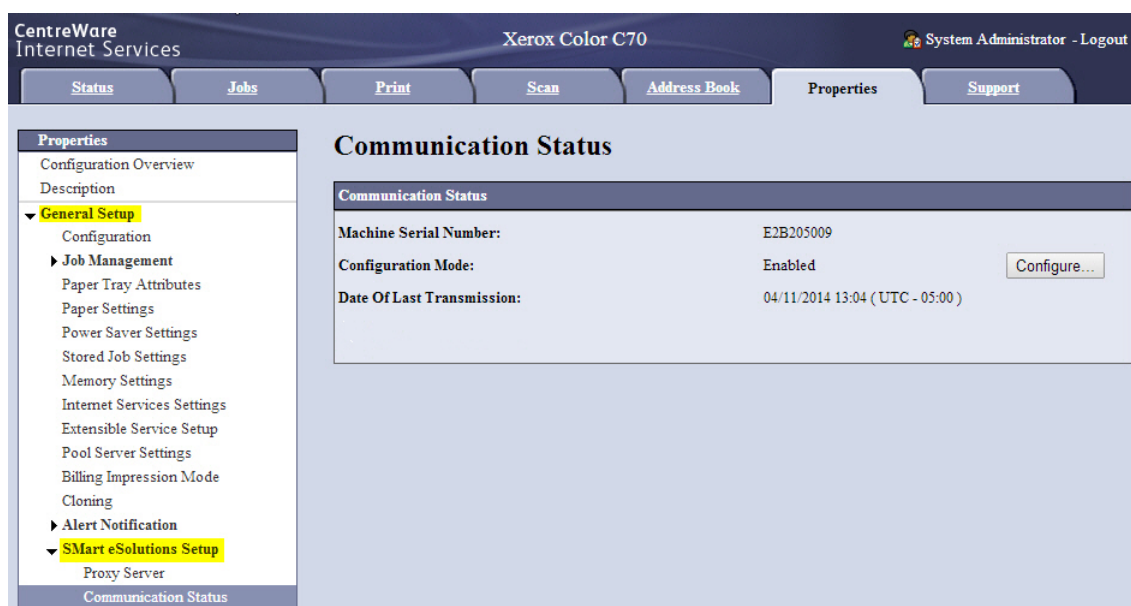 CentreWare
Internet Services
Xerox Color C70
System Administrator - Logout
Status
Jobs
Print
Scan
Address Book
Properties
Support
Properties
Configuration Overview
Description
General Setup
Configuration
Job Management
Paper Tray Attributes
Paper Settings
Power Saver Settings
Stored Job Settings
Memory Settings
Internet Services Settings
Extensible Service Setup
Pool Server Settings
Billing Impression Mode
Cloning
Alert Notification
SMart eSolutions Setup
Proxy Server
Communication Status
Communication Status
Communication Status
Machine Serial Number: E2B205009
Configuration Mode: Enabled Configure...
Date Of Last Transmission: 04/11/2014 13:04 ( UTC - 05:00 )